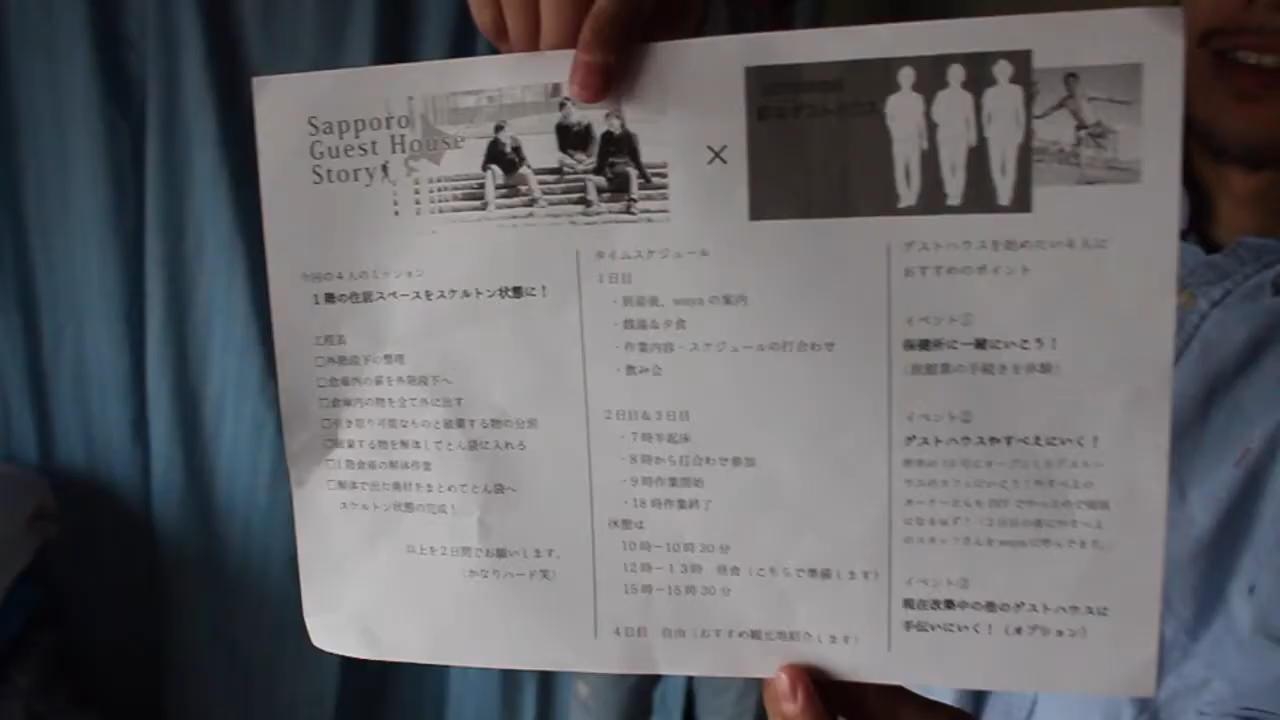 Sapporo
Guest House
Story
×
今回の4人のミッション
1階の住居スペースをスケルトン状態に！
工程表
□外階段下の整理
□倉庫内の薪を外階段下へ
□倉庫内の物を全て外に出す
□引き取り可能なものと破棄する物の分別
□破棄する物を解体してとん袋に入れろ
□1階倉庫の解体作業
□解体で出た廃材をまとめてとん袋へ
スケルトン状態の完成！
以上を2日間でお願いします。
（かなりハード笑）
タイムスケジュール
1日目
・到着後、wayaの案内
・銭湯＆夕食
・作業内容・スケジュールの打合わせ
・飲み会
2日目＆3日目
・7時半起床
・8時から打合わせ参加
・9時作業開始
・18時作業終了
休憩は
10時－10時30分
12時－13時　昼食（こちらで準備します）
15時－15時30分
4日目　自由（おすすめ観光地紹介します）
ゲストハウスを始めたい4人に
おすすめのポイント
イベント①
保健所に一緒にいこう！
（旅館業の手続きを体験）
イベント②
ゲストハウスやすべえにいく！
イベント③
現在改築中の他のゲストハウスに
手伝いにいく！（オプション）